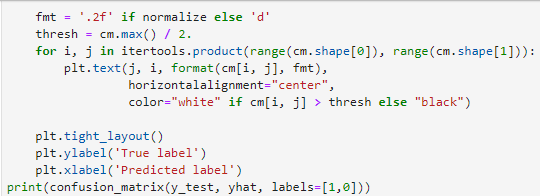 fmt = '.2f' if normalize else 'd'
    thresh = cm.max() / 2.
    for i, j in itertools.product(range(cm.shape[0]), range(cm.shape[1])):
        plt.text(j, i, format(cm[i, j], fmt),
                 horizontalalignment="center",
                 color="white" if cm[i, j] > thresh else "black")

    plt.tight_layout()
    plt.ylabel('True label')
    plt.xlabel('Predicted label')
print(confusion_matrix(y_test, yhat, labels=[1,0]))